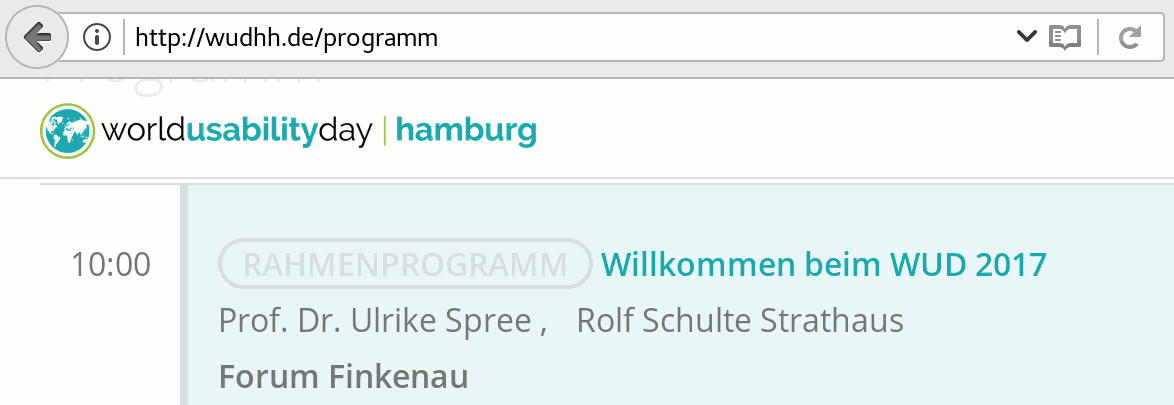 http://wudhh.de/programm
Programm
worldusabilityday | hamburg
10:00
RAHMENPROGRAMM Willkommen beim WUD 2017
Prof. Dr. Ulrike Spree , Rolf Schulte Strathaus
Forum Finkenau